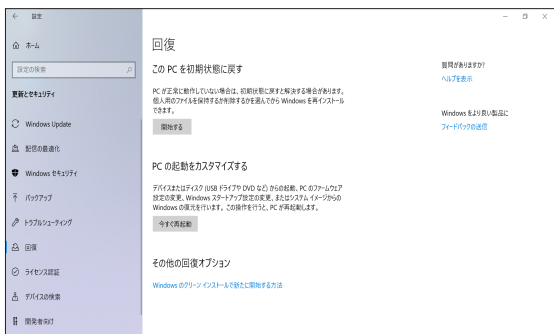 設定
ホーム
設定の検索
更新とセキュリティ
Windows Update
配信の最適化
Windows セキュリティ
バックアップ
トラブルシューティング
回復
ライセンス認証
デバイスの検索
開発者向け
回復
この PC を初期状態に戻す
PC が正常に動作していない場合は、初期状態に戻すと解決する場合があります。
個人用のファイルを保持するか削除するかを選んでから Windows を再インストール
できます。
開始する
PC の起動をカスタマイズする
デバイスまたはディスク (USB ドライブや DVD など) からの起動、PC のファームウェア
設定の変更、Windows スタートアップ設定の変更、またはシステム イメージからの
Windows の復元を行います。この操作を行うと、PC が再起動します。
今すぐ再起動
その他の回復オプション
Windows のクリーン インストールで新たに開始する方法
質問がありますか?
ヘルプを表示
Windows をより良い製品に
フィードバックの送信